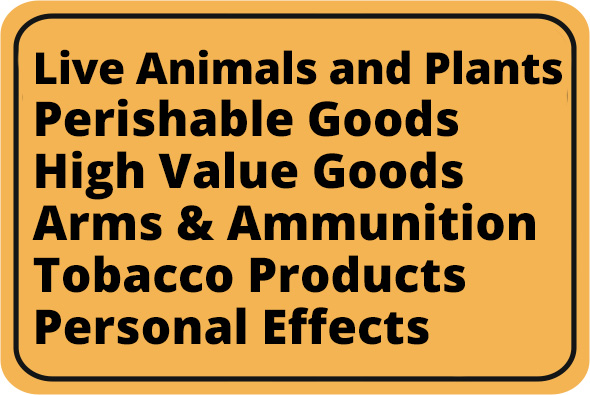 Live Animals and Plants
Perishable Goods
High Value Goods
Arms & Ammunition
Tobacco Products
Personal Effects